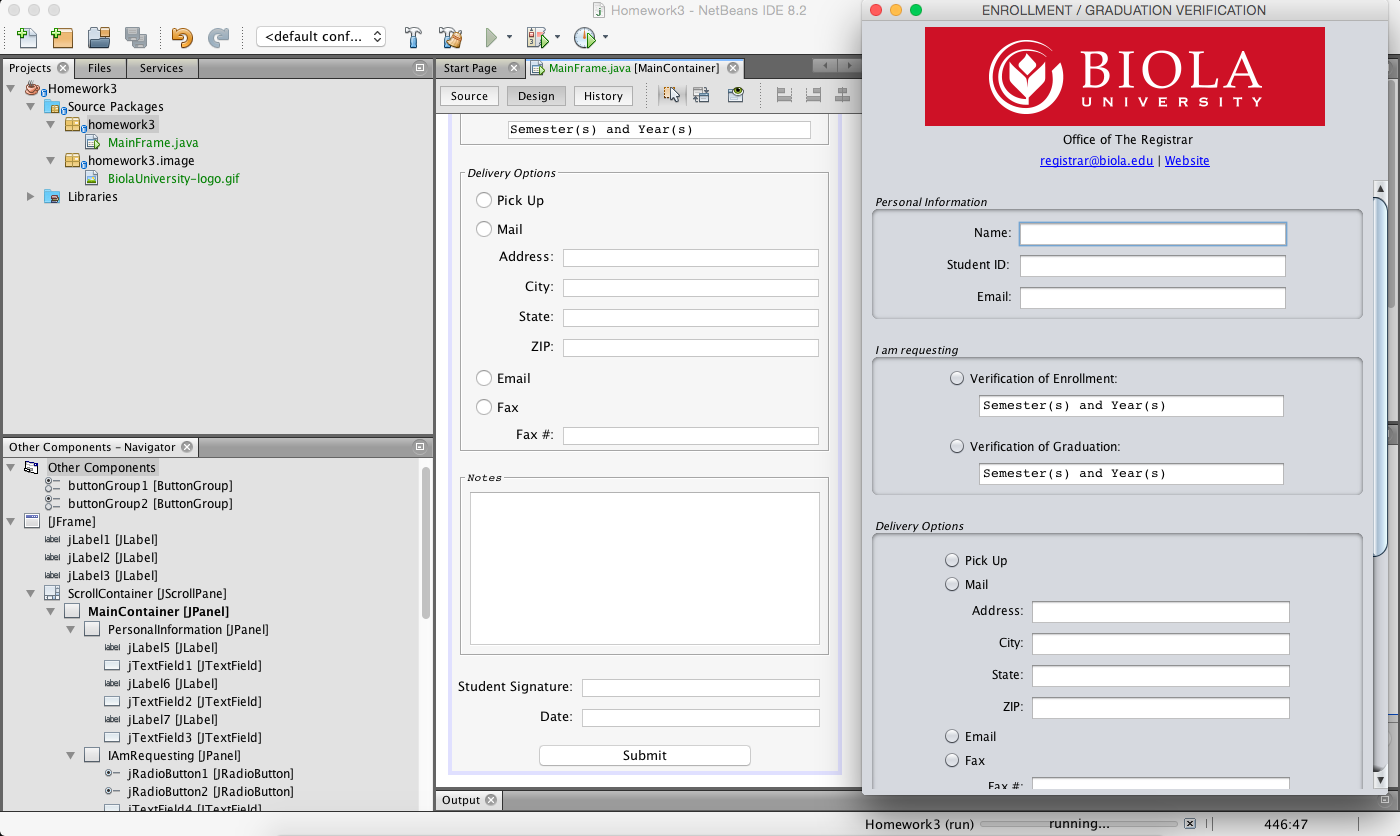 Homework3 - NetBeans IDE 8.2
<default conf...
Projects
Files
Services
Homework3
Source Packages
homework3
MainFrame.java
homework3.image
BiolaUniversity-logo.gif
Libraries
Other Components - Navigator
Other Components
buttonGroup1 [ButtonGroup]
buttonGroup2 [ButtonGroup]
[JFrame]
label jLabel1 [JLabel]
label jLabel2 [JLabel]
label jLabel3 [JLabel]
ScrollContainer [JScrollPane]
MainContainer [JPanel]
PersonalInformation [JPanel]
label jLabel5 [JLabel]
jTextField1 [JTextField]
label jLabel6 [JLabel]
jTextField2 [JTextField]
label jLabel7 [JLabel]
jTextField3 [JTextField]
IAmRequesting [JPanel]
jRadioButton1 [JRadioButton]
jRadioButton2 [JRadioButton]
jTextField4 [JTextField]
Start Page
MainFrame.java [MainContainer]
Source
Design
History
Semester(s) and Year(s)
Delivery Options
Pick Up
Mail
Address:
City:
State:
ZIP:
Email
Fax
Fax #:
Notes
Student Signature:
Date:
Submit
Output
ENROLLMENT / GRADUATION VERIFICATION
BIOLA
UNIVERSITY
Office of The Registrar
registrar@biola.edu | Website
Personal Information
Name:
Student ID:
Email:
I am requesting
Verification of Enrollment:
Semester(s) and Year(s)
Verification of Graduation:
Semester(s) and Year(s)
Delivery Options
Pick Up
Mail
Address:
City:
State:
ZIP:
Email
Fax
Fax #:
Homework3 (run)
running...
446:47